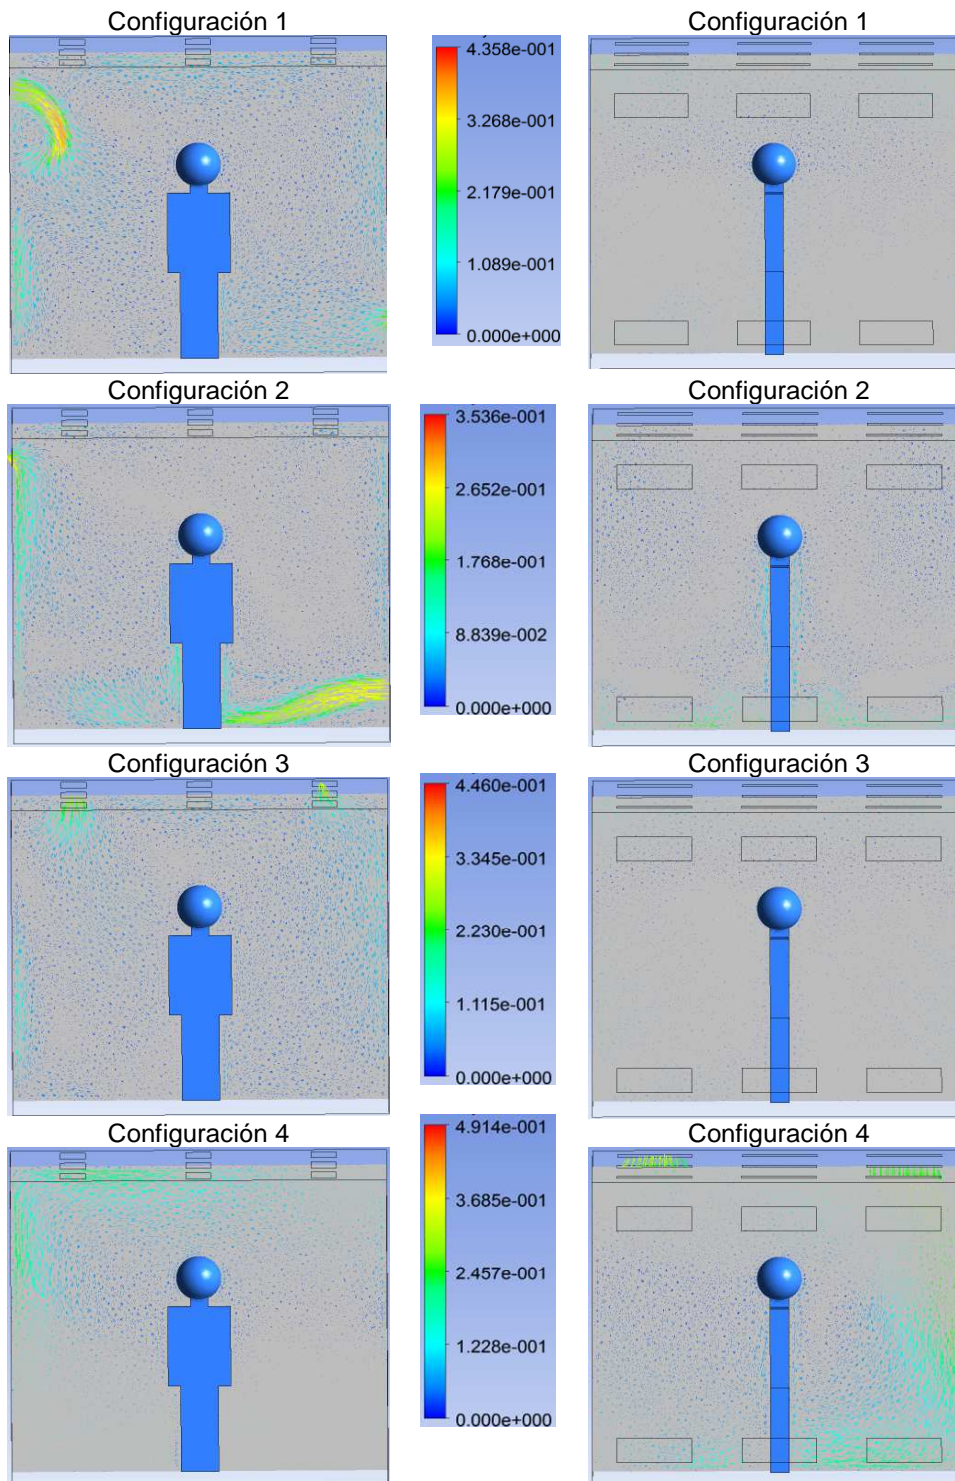 Configuración 1
Configuración 1
4.358e-001
3.268e-001
2.179e-001
1.089e-001
0.000e+000
Configuración 2
Configuración 2
3.536e-001
2.652e-001
1.768e-001
8.839e-002
0.000e+000
Configuración 3
Configuración 3
4.460e-001
3.345e-001
2.230e-001
1.115e-001
0.000e+000
Configuración 4
Configuración 4
4.914e-001
3.685e-001
2.457e-001
1.228e-001
0.000e+000